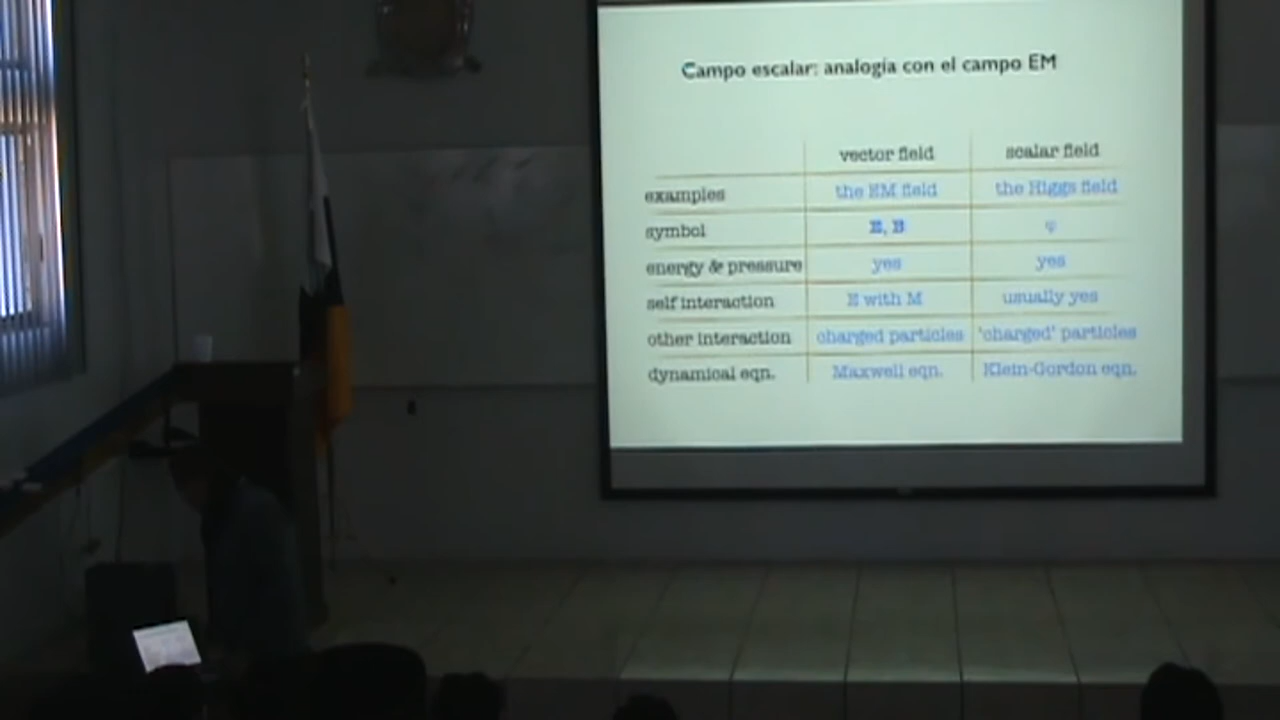 Campo escalar: analogía con el campo EM
vector field scalar field
examples the EM field the Higgs field
symbol E, B φ
energy & pressure yes yes
self interaction E with M usually yes
other interaction charged particles 'charged' particles
dynamical eqn. Maxwell eqn. Klein-Gordon eqn.